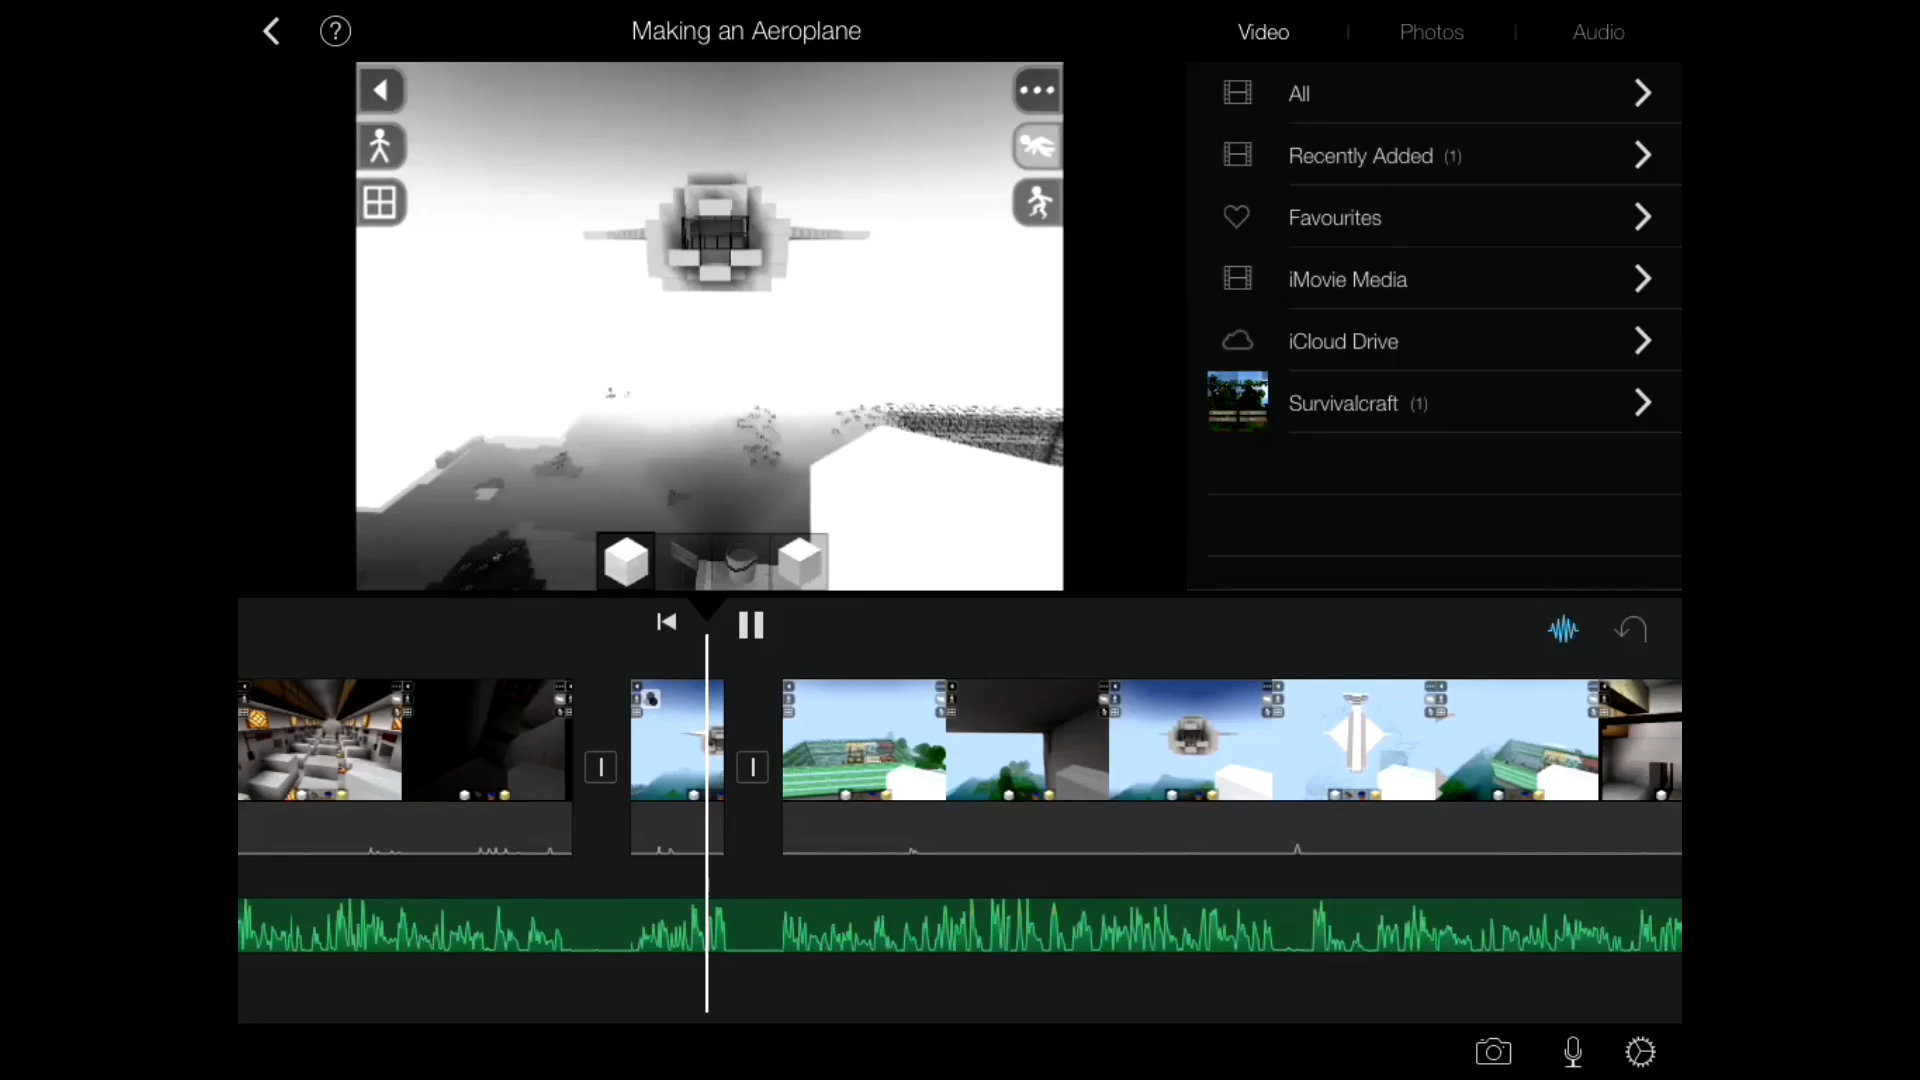 Making an Aeroplane
Video
Photos
Audio
All
Recently Added (1)
Favourites
iMovie Media
iCloud Drive
Survivalcraft (1)